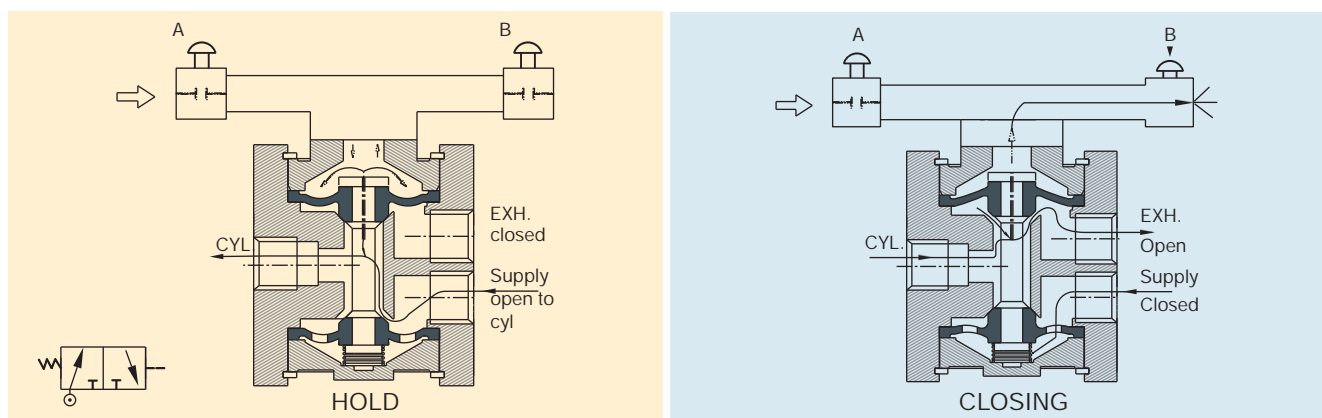 A
B
EXH.
closed
CYL.
Supply
open to
cyl
HOLD
A
B
EXH.
Open
CYL.
Supply
Closed
CLOSING